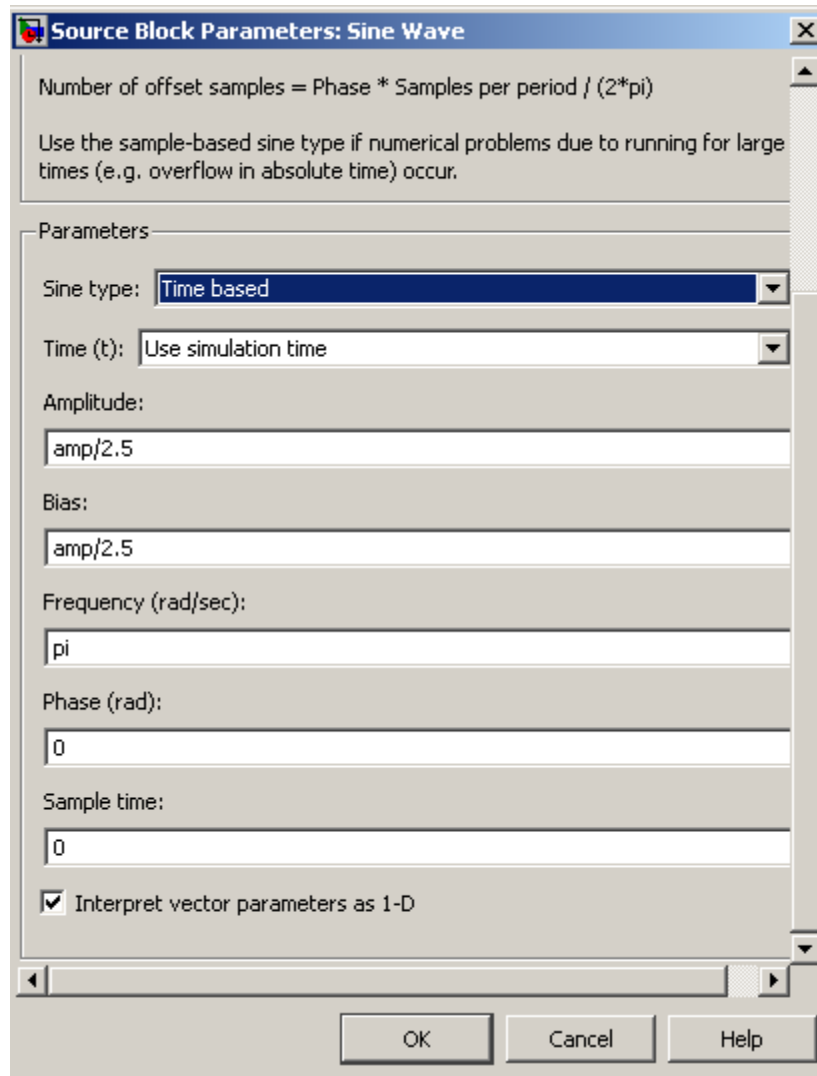 Source Block Parameters: Sine Wave
Number of offset samples = Phase * Samples per period / (2*pi)
Use the sample-based sine type if numerical problems due to running for large
times (e.g. overflow in absolute time) occur.
Parameters
Sine type: Time based
Time (t): Use simulation time
Amplitude:
amp/2.5
Bias:
amp/2.5
Frequency (rad/sec):
pi
Phase (rad):
0
Sample time:
0
Interpret vector parameters as 1-D
OK Cancel Help